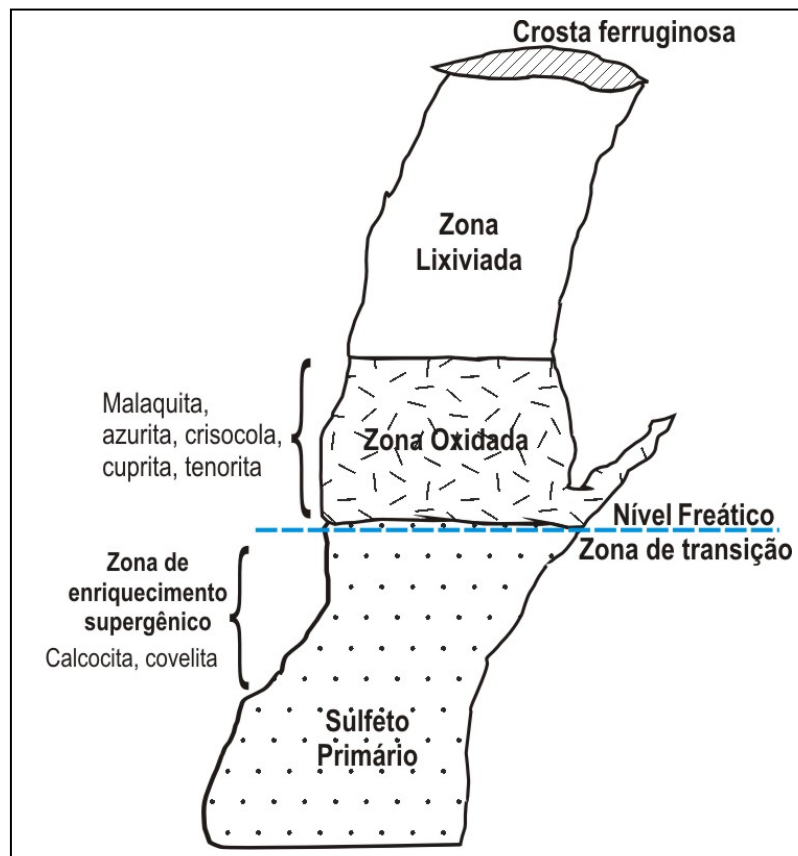 Crosta ferruginosa
Zona
Lixiviada
Malaquita,
azurita, crisocola,
cuprita, tenorita
Zona Oxidada
Nível Freático
Zona de transição
Zona de
enriquecimento
supergênico
Calcocita, covelita
Sulfeto
Primário